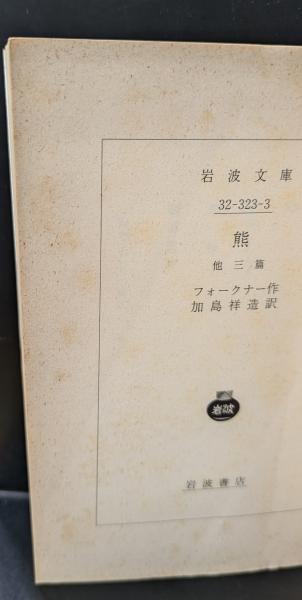 岩波文庫
32-323-3
熊
他三篇
フォークナー作
加島祥造訳
岩波
岩波書店